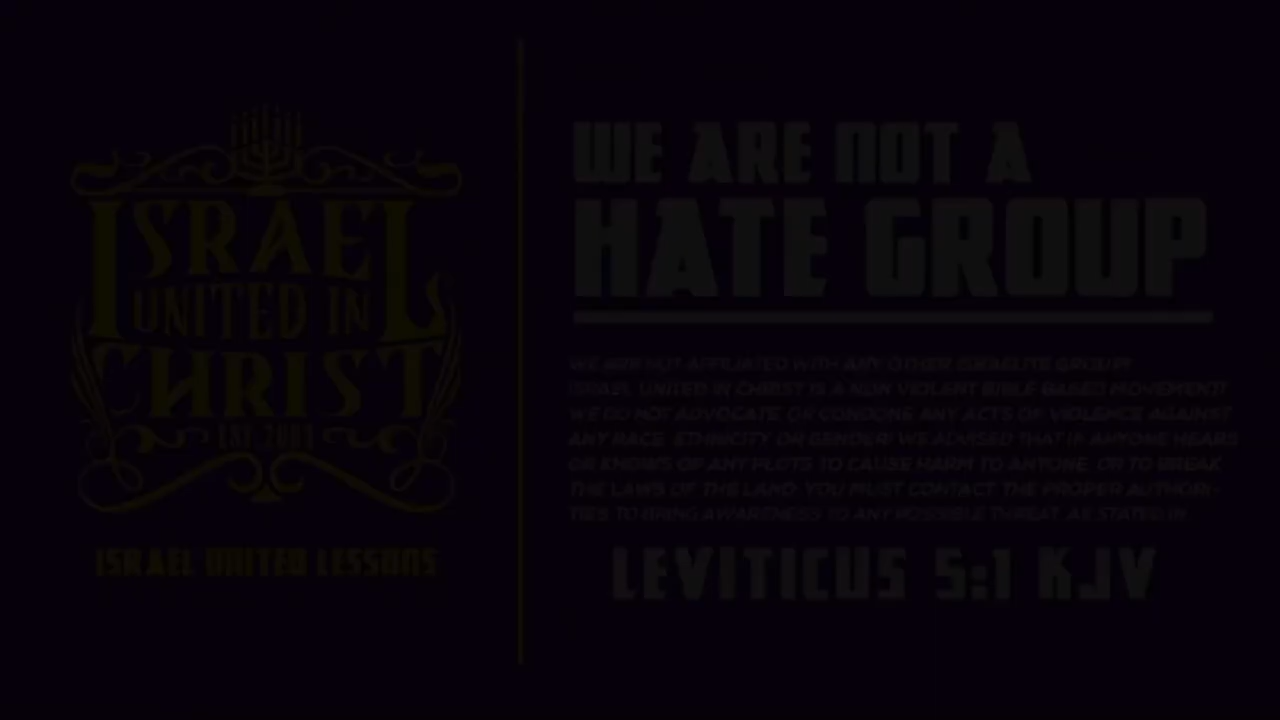 ISRAEL
UNITED IN
CHRIST
EST. 2003
ISRAEL UNITED LESSONS
WE ARE NOT A
HATE GROUP
WE ARE NOT AFFILIATED WITH ANY OTHER ISRAELITE GROUP!
ISRAEL UNITED IN CHRIST IS A NON VIOLENT BIBLE BASED MOVEMENT!
WE DO NOT ADVOCATE, OR CONDONE ANY ACTS OF VIOLENCE AGAINST
ANY RACE, ETHNICITY OR GENDER! WE ADVISED THAT IF ANYONE HEARS
OR KNOWS OF ANY PLOTS TO CAUSE HARM TO ANYONE, OR TO BREAK
THE LAWS OF THE LAND, YOU MUST CONTACT THE PROPER AUTHORI-
TIES TO BRING AWARENESS TO ANY POSSIBLE THREAT. AS STATED IN
LEVITICUS 5:1 KJV